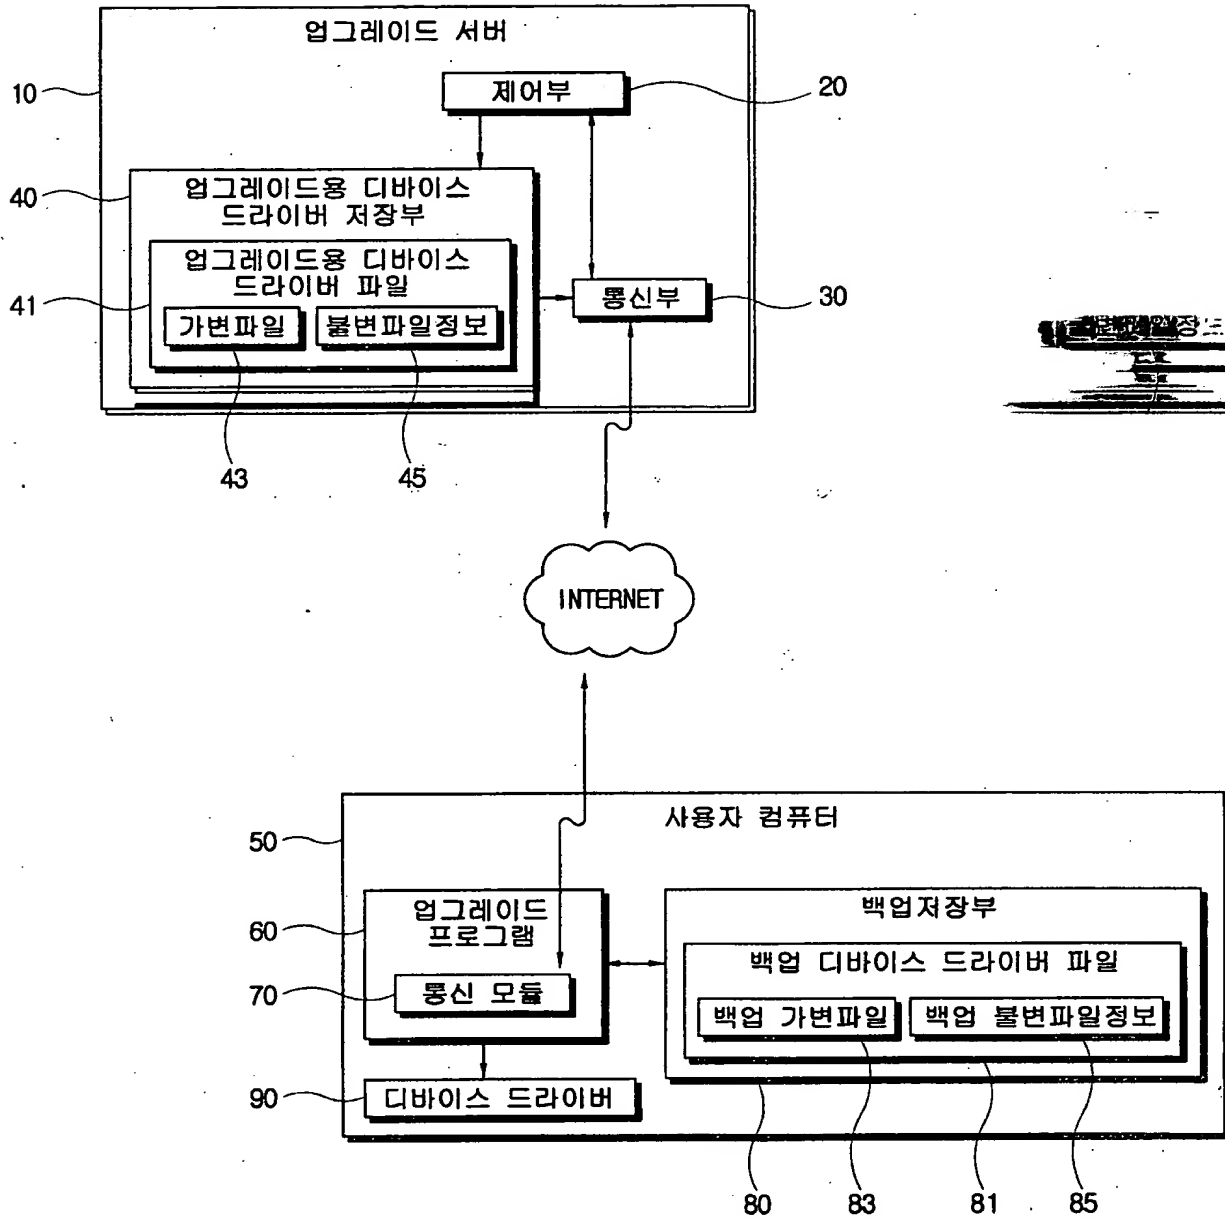 업그레이드 서버
10
제어부
20
40
업그레이드용 디바이스
드라이버 저장부
41
업그레이드용 디바이스
드라이버 파일
가변파일
불변파일정보
통신부
30
43
45
INTERNET
50
사용자 컴퓨터
60
업그레이드
프로그램
70
통신 모듈
백업저장부
백업 디바이스 드라이버 파일
백업 가변파일
백업 불변파일정보
90
디바이스 드라이버
80
83
81
85